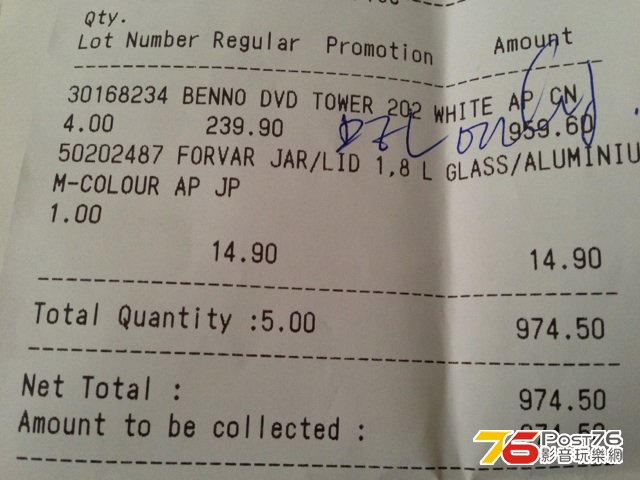 Qty.
Lot Number Regular Promotion Amount
30168234 BENNO DVD TOWER 202 WHITE AP CN
4.00 239.90 959.60
50202487 FORVAR JAR/LID 1,8 L GLASS/ALUMINIU
M-COLOUR AP JP
1.00
14.90 14.90
Total Quantity :5.00 974.50
Net Total : 974.50
Amount to be collected : 974.50
76 Post76
影音玩樂網